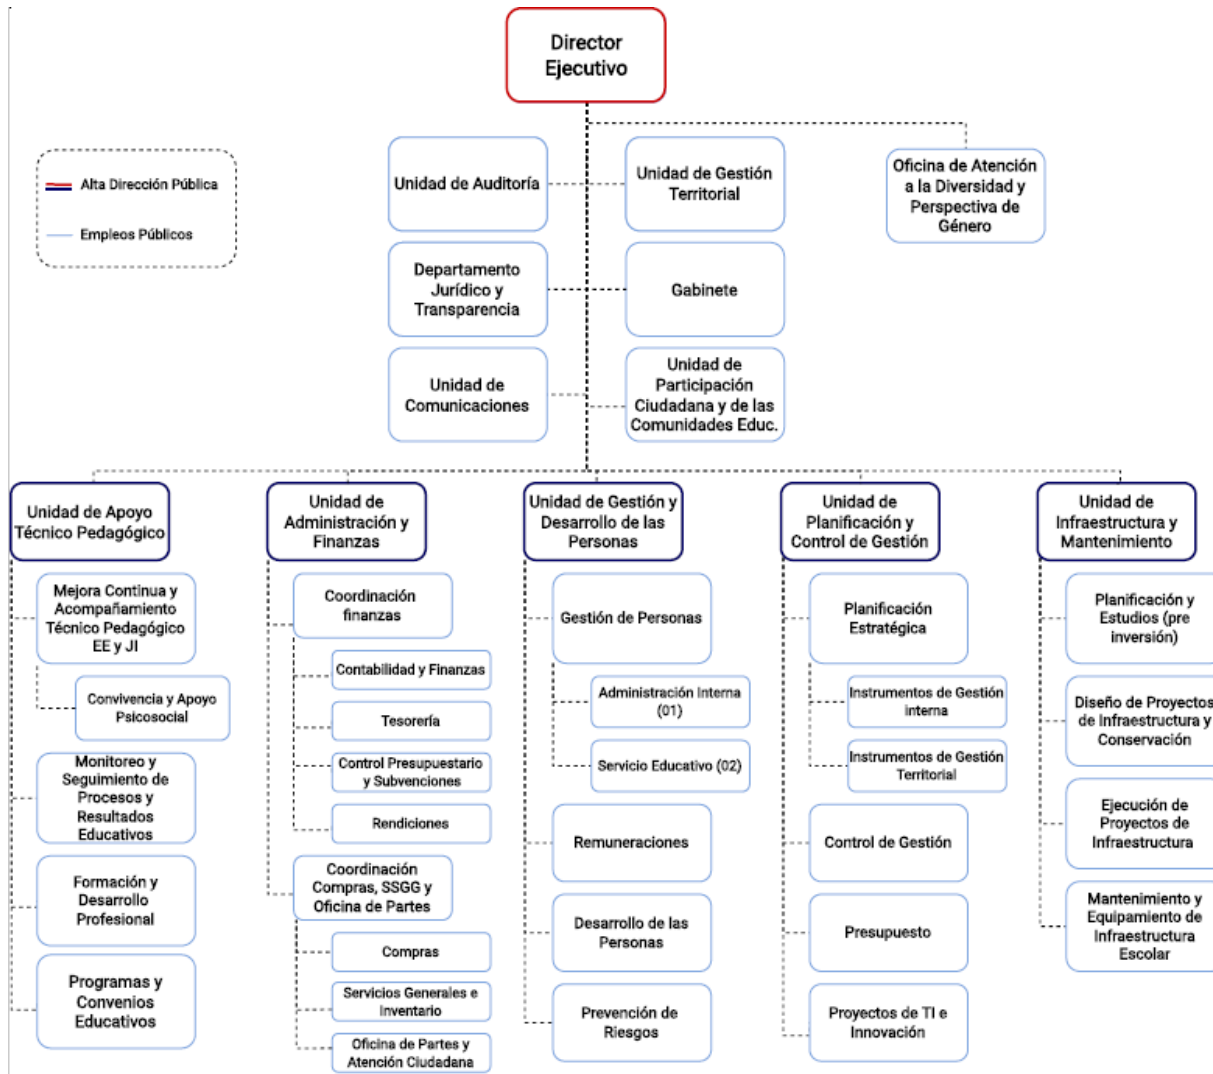 Director
Ejecutivo
Alta Dirección Pública
Empleos Públicos
Unidad de Auditoría
Unidad de Gestión
Territorial
Oficina de Atención
a la Diversidad y
Perspectiva de
Género
Departamento
Jurídico y
Transparencia
Gabinete
Unidad de
Comunicaciones
Unidad de
Participación
Ciudadana y de las
Comunidades Educ.
Unidad de Apoyo
Técnico Pedagógico
Mejora Continua y
Acompañamiento
Técnico Pedagógico
EE y JI
Convivencia y Apoyo
Psicosocial
Monitoreo y
Seguimiento de
Procesos y
Resultados
Educativos
Formación y
Desarrollo
Profesional
Programas y
Convenios
Educativos
Unidad de
Administración y
Finanzas
Coordinación
finanzas
Contabilidad y Finanzas
Tesorería
Control Presupuestario
y Subvenciones
Rendiciones
Coordinación
Compras, SSGG y
Oficina de Partes
Compras
Servicios Generales e
Inventario
Oficina de Partes y
Atención Ciudadana
Unidad de Gestión y
Desarrollo de las
Personas
Gestión de Personas
Administración Interna
(01)
Servicio Educativo (02)
Remuneraciones
Desarrollo de las
Personas
Prevención de
Riesgos
Unidad de
Planificación y
Control de Gestión
Planificación
Estratégica
Instrumentos de Gestión
interna
Instrumentos de Gestión
Territorial
Control de Gestión
Presupuesto
Proyectos de TI e
Innovación
Unidad de
Infraestructura y
Mantenimiento
Planificación y
Estudios (pre
inversión)
Diseño de Proyectos
de Infraestructura y
Conservación
Ejecución de
Proyectos de
Infraestructura
Mantenimiento y
Equipamiento de
Infraestructura
Escolar